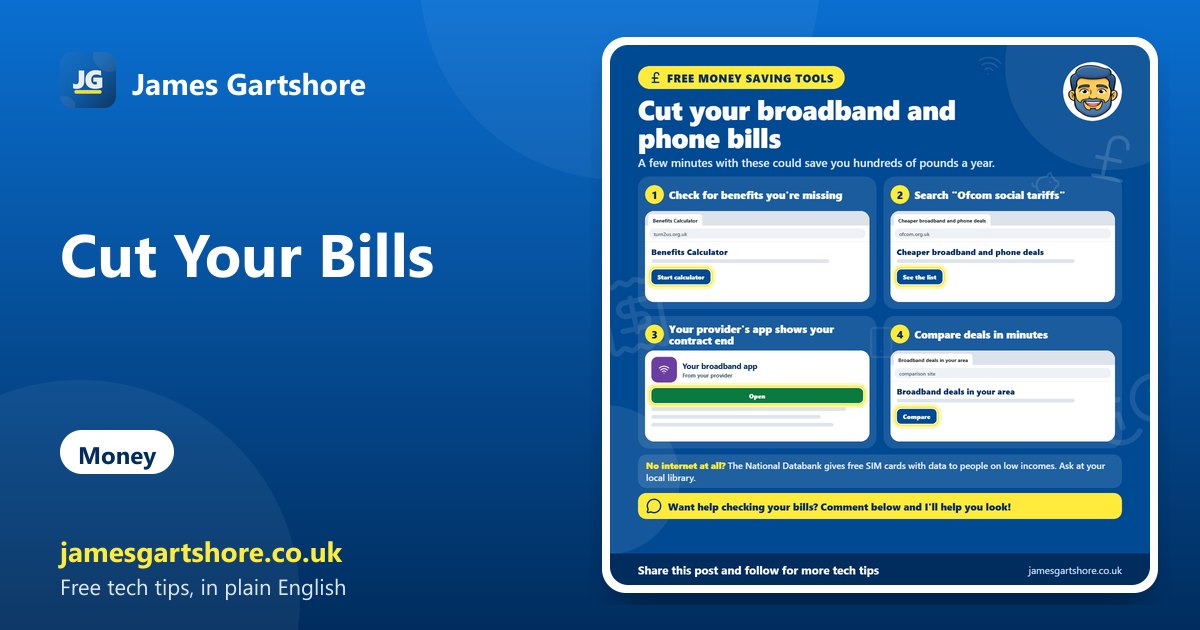 JG
James Gartshore
Cut Your Bills
Money
jamesgartshore.co.uk
Free tech tips, in plain English
£ FREE MONEY SAVING TOOLS
Cut your broadband and
phone bills
A few minutes with these could save you hundreds of pounds a year.
1 Check for benefits you're missing
Benefits Calculator
turn2us.org.uk
Benefits Calculator
Start calculator
2 Search "Ofcom social tariffs"
Cheaper broadband and phone deals
ofcom.org.uk
Cheaper broadband and phone deals
See the list
3 Your provider's app shows your
contract end
Your broadband app
From your provider
Open
4 Compare deals in minutes
Broadband deals in your area
comparison site
Broadband deals in your area
Compare
No internet at all? The National Databank gives free SIM cards with data to people on low incomes. Ask at your
local library.
Want help checking your bills? Comment below and I'll help you look!
Share this post and follow for more tech tips
jamesgartshore.co.uk